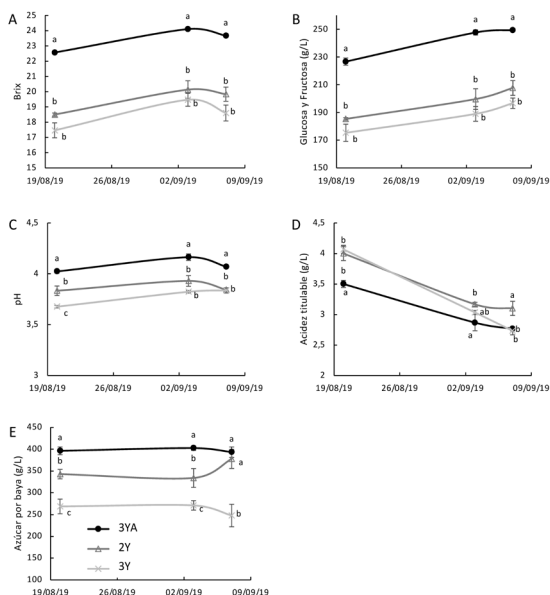 A
Brix
25
24
23
22
21
20
19
18
17
16
15
a
a
a
b
b
b
b
b
b
19/08/19 26/08/19 02/09/19 09/09/19
B
Glucosa y Fructosa (g/L)
250
230
210
190
170
150
a
a
a
b
b
b
b
b
b
19/08/19 26/08/19 02/09/19 09/09/19
C
pH
4,5
4
3,5
3
a
a
a
b
b
b
c
b
b
19/08/19 26/08/19 02/09/19 09/09/19
D
Acidez titulable (g/L)
4,5
4
3,5
3
2,5
2
b
b
a
b
ab
a
a
b
b
19/08/19 26/08/19 02/09/19 09/09/19
E
Azúcar por baya (g/L)
450
400
350
300
250
200
150
100
a
a
a
b
b
a
c
c
b
3YA
2Y
3Y
19/08/19 26/08/19 02/09/19 09/09/19